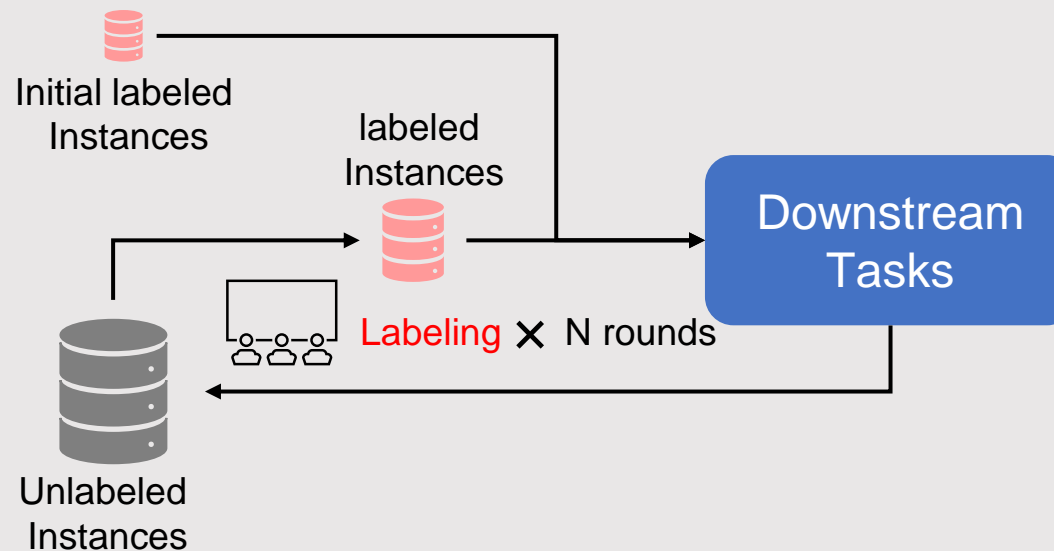 Initial labeled
Instances
labeled
Instances
Downstream
Tasks
Labeling × N rounds
Unlabeled
Instances